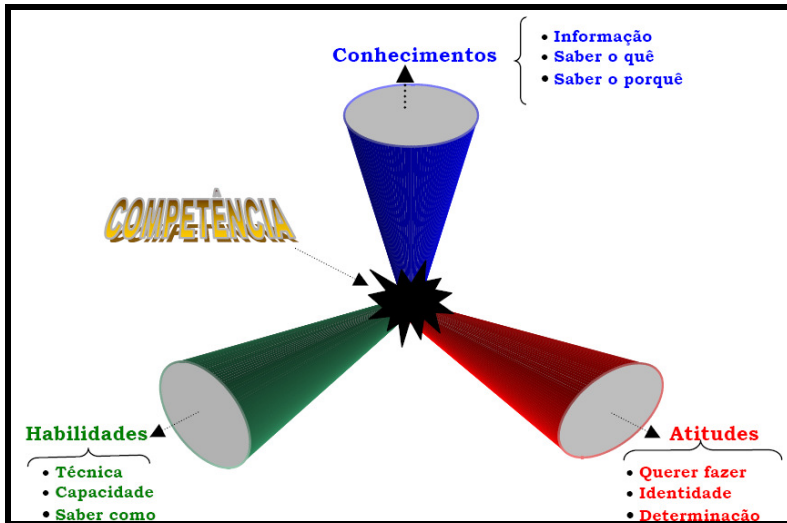 Conhecimentos
• Informação
• Saber o quê
• Saber o porquê
COMPETÊNCIA
Habilidades
• Técnica
• Capacidade
• Saber como
Atitudes
• Querer fazer
• Identidade
• Determinação